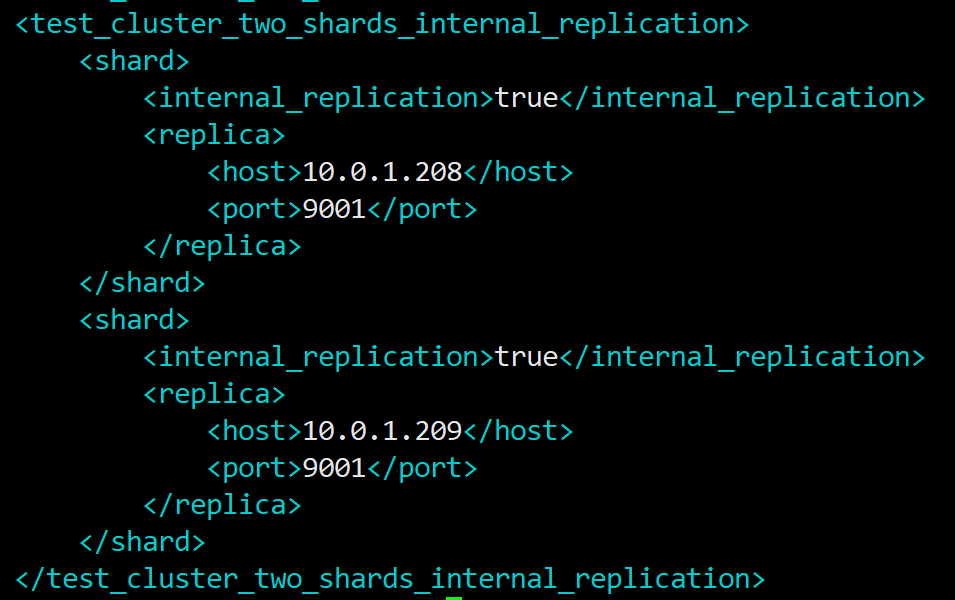 <test_cluster_two_shards_internal_replication>
    <shard>
        <internal_replication>true</internal_replication>
        <replica>
            <host>10.0.1.208</host>
            <port>9001</port>
        </replica>
    </shard>
    <shard>
        <internal_replication>true</internal_replication>
        <replica>
            <host>10.0.1.209</host>
            <port>9001</port>
        </replica>
    </shard>
</test_cluster_two_shards_internal_replication>